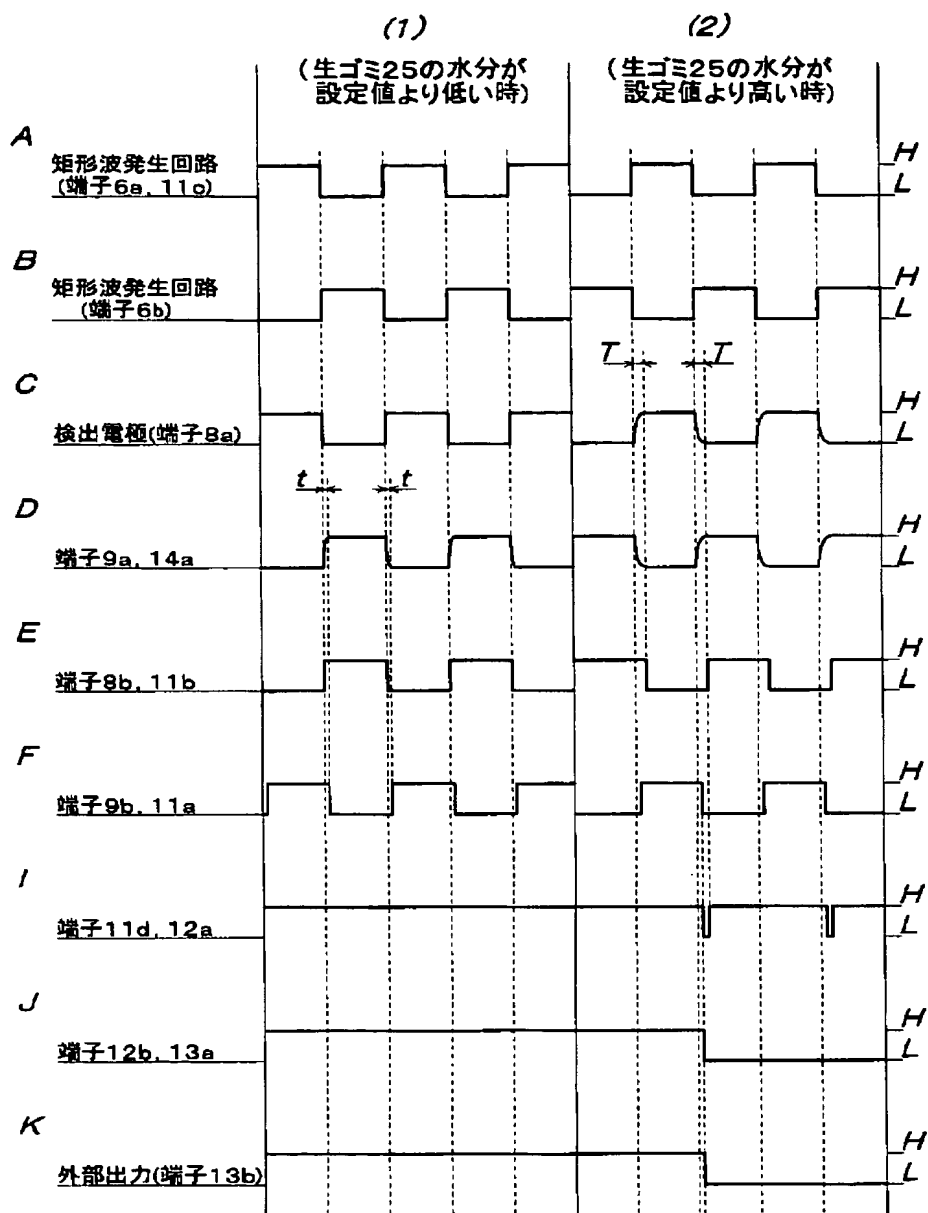 (1)
(生ゴミ25の水分が
設定値より低い時)
(2)
(生ゴミ25の水分が
設定値より高い時)
A
矩形波発生回路
(端子6a, 11c)
H
L
B
矩形波発生回路
(端子6b)
H
L
T
T
C
検出電極(端子8a)
H
L
t
t
D
端子9a, 14a
H
L
E
端子8b, 11b
H
L
F
端子9b, 11a
H
L
I
端子11d, 12a
H
L
J
端子12b, 13a
H
L
K
外部出力(端子13b)
H
L